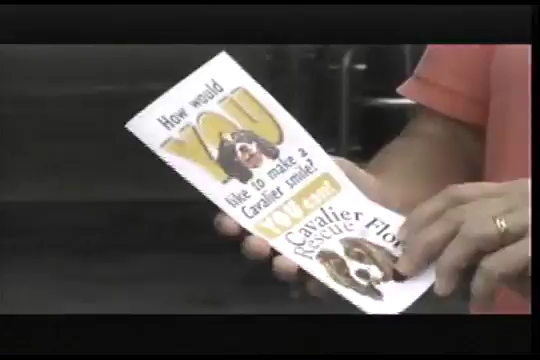 How would
YOU
like to make a
Cavalier smile?
YOU can!
Cavalier
Rescue